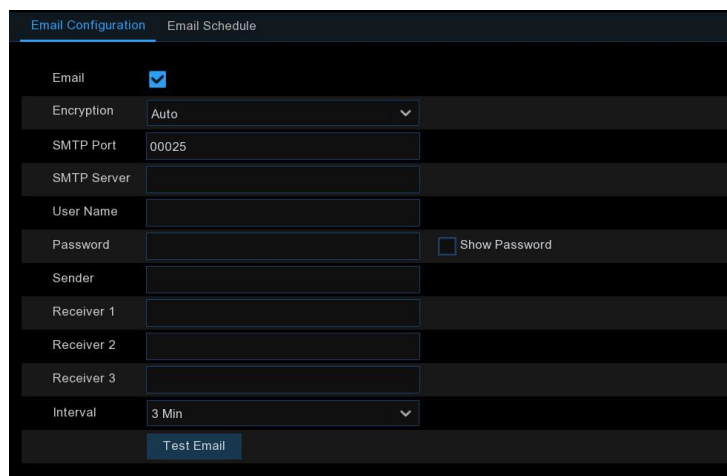 Email Configuration Email Schedule
Email
Encryption Auto
SMTP Port 00025
SMTP Server
User Name
Password Show Password
Sender
Receiver 1
Receiver 2
Receiver 3
Interval 3 Min
Test Email